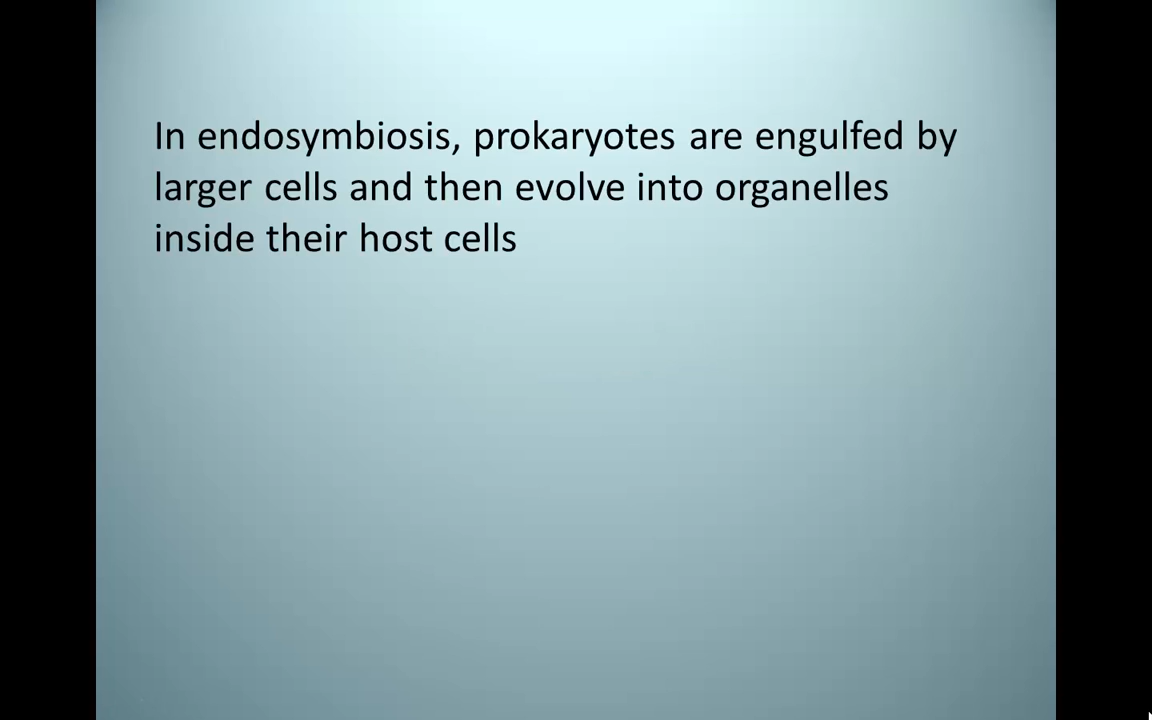 In endosymbiosis, prokaryotes are engulfed by
larger cells and then evolve into organelles
inside their host cells